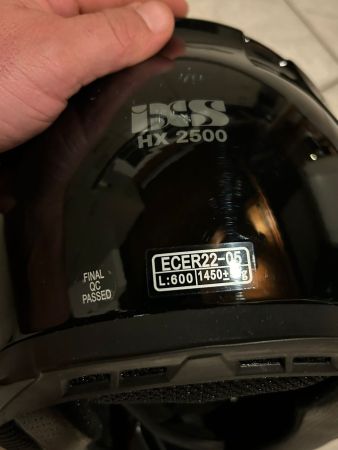 iXS
HX 2500
ECER22-05
L:600 1450±
FINAL
QC
PASSED